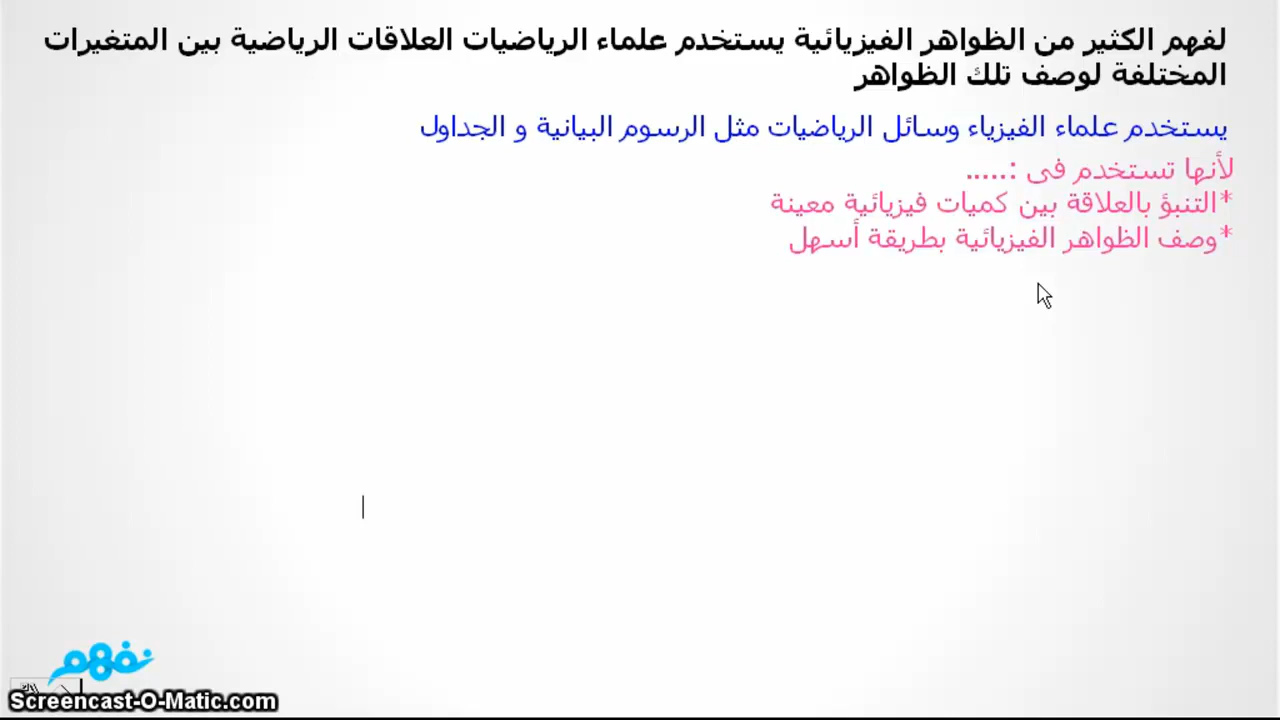 لفهم الكثير من الظواهر الفيزيائية يستخدم علماء الرياضيات العلاقات الرياضية بين المتغيرات
المختلفة لوصف تلك الظواهر
يستخدم علماء الفيزياء وسائل الرياضيات مثل الرسوم البيانية و الجداول
لأنها تستخدم فى :.....
*التنبؤ بالعلاقة بين كميات فيزيائية معينة
*وصف الظواهر الفيزيائية بطريقة أسهل
نفهم
Screencast-O-Matic.com